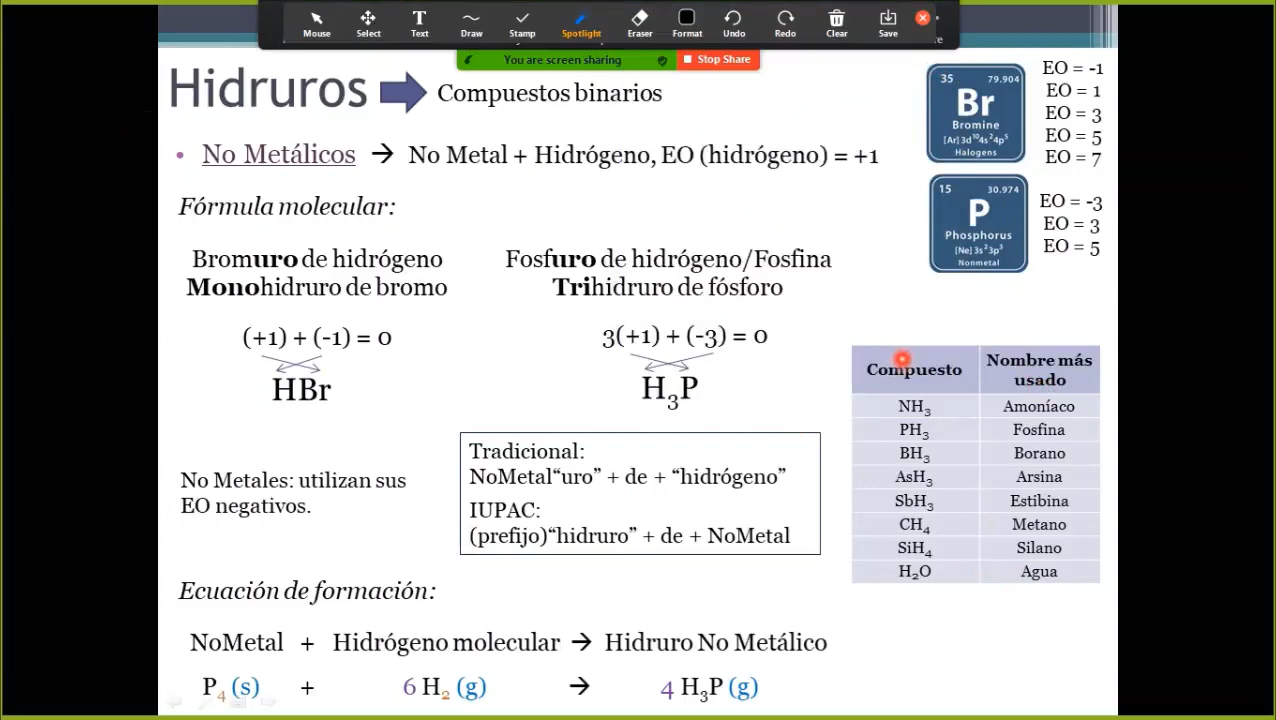 Mouse Select Text Draw Stamp Spotlight Eraser Format Undo Redo Clear Save
You are screen sharing Stop Share
Hidruros Compuestos binarios
• No Metálicos → No Metal + Hidrógeno, EO (hidrógeno) = +1
Fórmula molecular:
Bromuro de hidrógeno
Monohidruro de bromo
(+1) + (-1) = 0
HBr
Fosfuro de hidrógeno/Fosfina
Trihidruro de fósforo
3(+1) + (-3) = 0
H₃P
35 79.904
Br
Bromine
[Ar]3d¹⁰4s²4p⁵
Halogens
EO = -1
EO = 1
EO = 3
EO = 5
EO = 7
15 30.974
P
Phosphorus
[Ne]3s²3p³
Nonmetal
EO = -3
EO = 3
EO = 5
No Metales: utilizan sus
EO negativos.
Tradicional:
NoMetal“uro” + de + “hidrógeno”
IUPAC:
(prefijo)“hidruro” + de + NoMetal
Compuesto Nombre más usado
NH₃ Amoníaco
PH₃ Fosfina
BH₃ Borano
AsH₃ Arsina
SbH₃ Estibina
CH₄ Metano
SiH₄ Silano
H₂O Agua
Ecuación de formación:
NoMetal + Hidrógeno molecular → Hidruro No Metálico
P₄ (s) + 6 H₂ (g) → 4 H₃P (g)